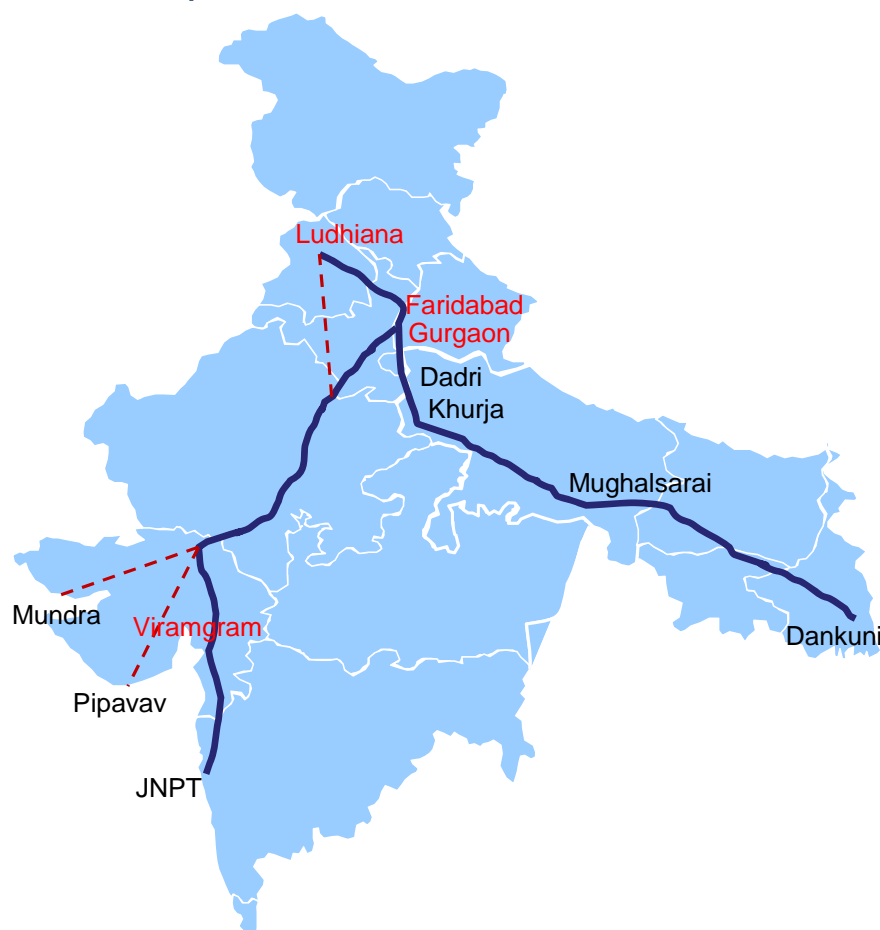 Ludhiana
Faridabad
Gurgaon
Dadri
Khurja
Mughalsarai
Mundra
Viramgram
Dankuni
Pipavav
JNPT